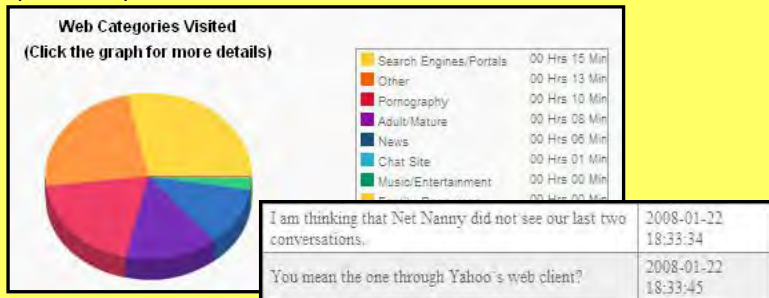 Web Categories Visited
(Click the graph for more details)
Search Engines/Portals 00 Hrs 15 Min
Other 00 Hrs 13 Min
Pornography 00 Hrs 10 Min
Adult/Mature 00 Hrs 08 Min
News 00 Hrs 06 Min
Chat Site 00 Hrs 01 Min
Music/Entertainment 00 Hrs 00 Min
I am thinking that Net Nanny did not see our last two
conversations.
2008-01-22
18:33:34
You mean the one through Yahoo's web client?
2008-01-22
18:33:45